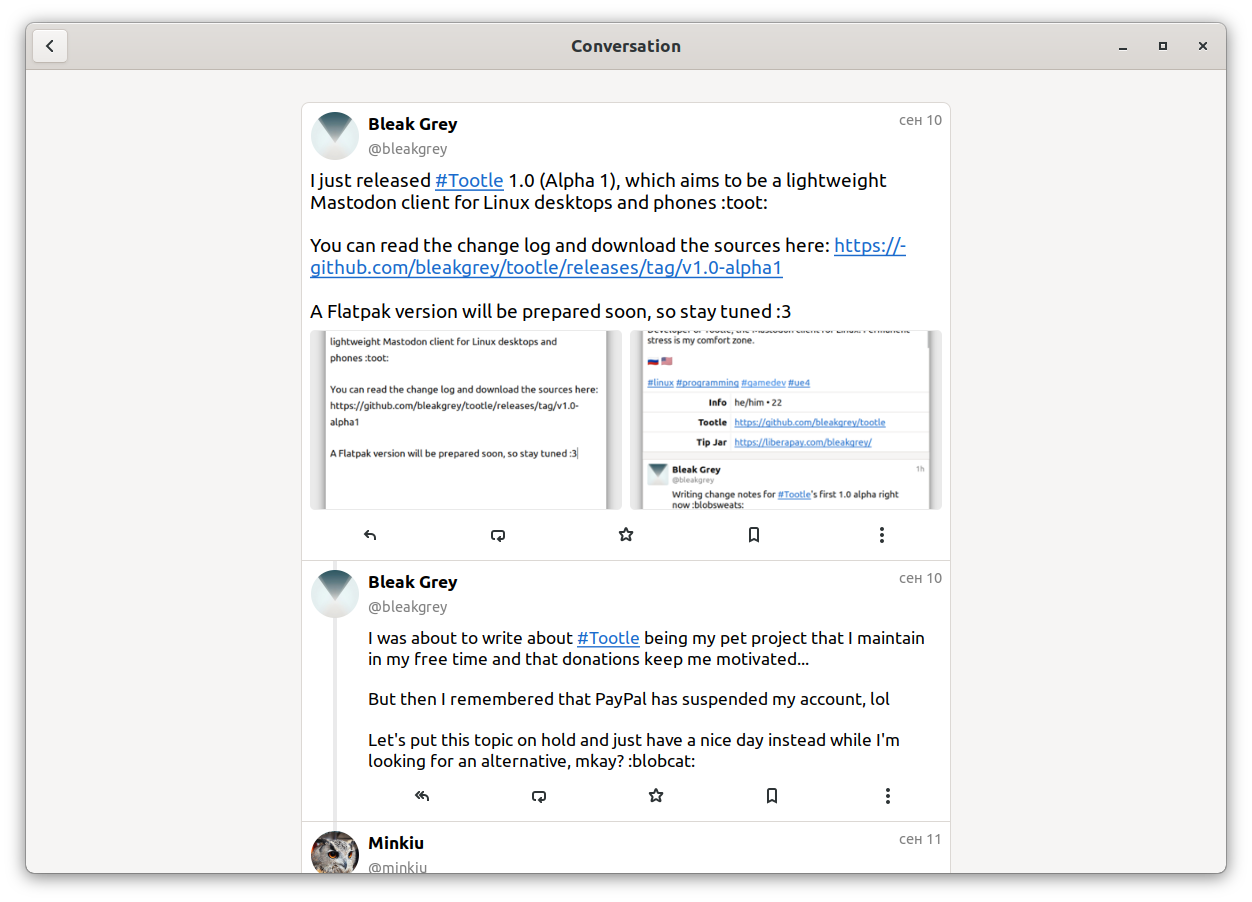 Conversation
Bleak Grey
сен 10
@bleakgrey
I just released #Tootle 1.0 (Alpha 1), which aims to be a lightweight
Mastodon client for Linux desktops and phones :toot:
You can read the change log and download the sources here: https://-
github.com/bleakgrey/tootle/releases/tag/v1.0-alpha1
A Flatpak version will be prepared soon, so stay tuned :3
lightweight Mastodon client for Linux desktops and
phones :toot:
You can read the change log and download the sources here:
https://github.com/bleakgrey/tootle/releases/tag/v1.0-
alpha1
A Flatpak version will be prepared soon, so stay tuned :3
Developer of Tootle, the Mastodon client for Linux. Permanent
stress is my comfort zone.
#linux #programming #gamedev #ue4
Info he/him • 22
Tootle https://github.com/bleakgrey/tootle
Tip Jar https://liberapay.com/bleakgrey/
Bleak Grey
1h
@bleakgrey
Writing change notes for #Tootle's first 1.0 alpha right
now :blobsweats:
Bleak Grey
сен 10
@bleakgrey
I was about to write about #Tootle being my pet project that I maintain
in my free time and that donations keep me motivated...
But then I remembered that PayPal has suspended my account, lol
Let's put this topic on hold and just have a nice day instead while I'm
looking for an alternative, mkay? :blobcat:
Minkiu
сен 11
@minkiu